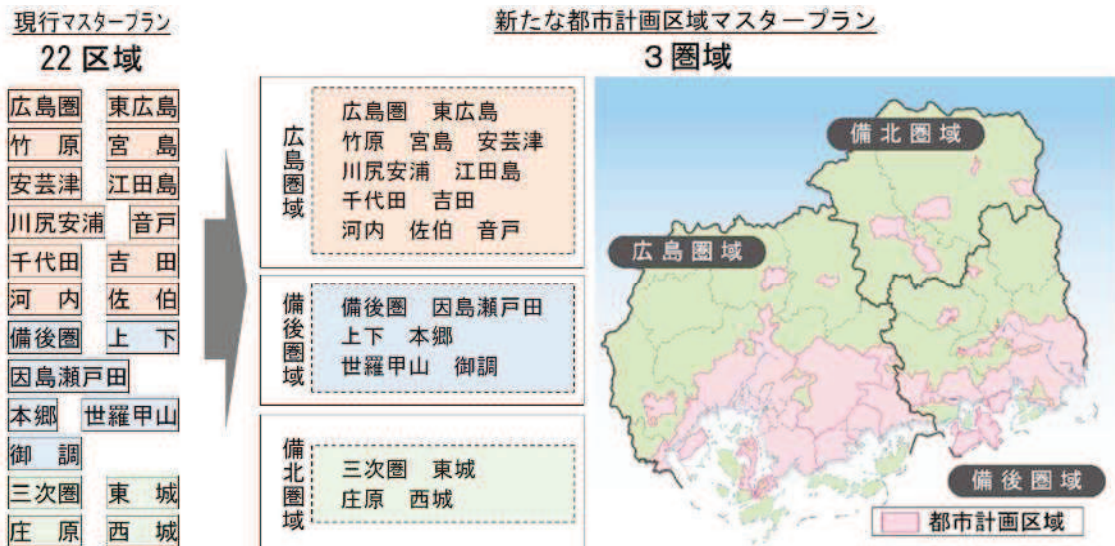 現行マスタープラン
22区域
広島圏 東広島
竹原 宮島
安芸津 江田島
川尻安浦 音戸
千代田 吉田
河内 佐伯
備後圏 上下
因島瀬戸田
本郷 世羅甲山
御調
三次圏 東城
庄原 西城
新たな都市計画区域マスタープラン
3圏域
広島圏域
広島圏 東広島
竹原 宮島 安芸津
川尻安浦 江田島
千代田 吉田
河内 佐伯 音戸
備後圏域
備後圏 因島瀬戸田
上下 本郷
世羅甲山 御調
備北圏域
三次圏 東城
庄原 西城
備北圏域
広島圏域
備後圏域
都市計画区域